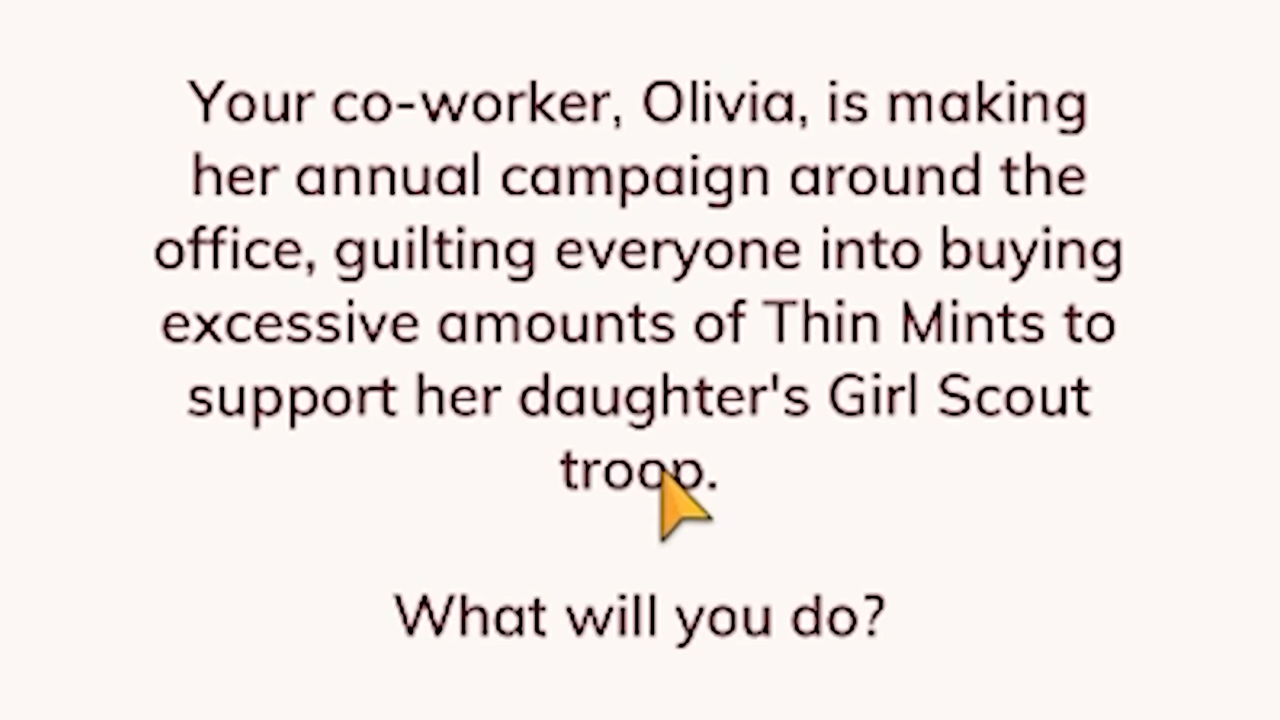 Your co-worker, Olivia, is making
her annual campaign around the
office, guilting everyone into buying
excessive amounts of Thin Mints to
support her daughter's Girl Scout
troop.
What will you do?